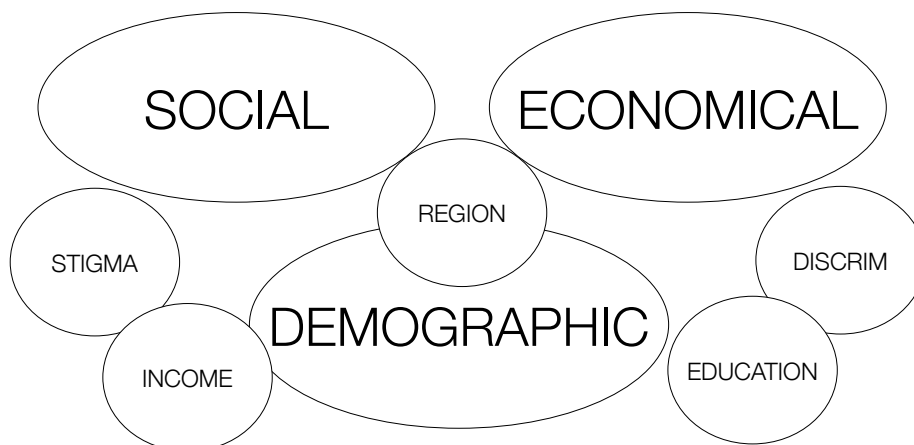 SOCIAL
ECONOMICAL
REGION
STIGMA
DISCRIM
DEMOGRAPHIC
INCOME
EDUCATION